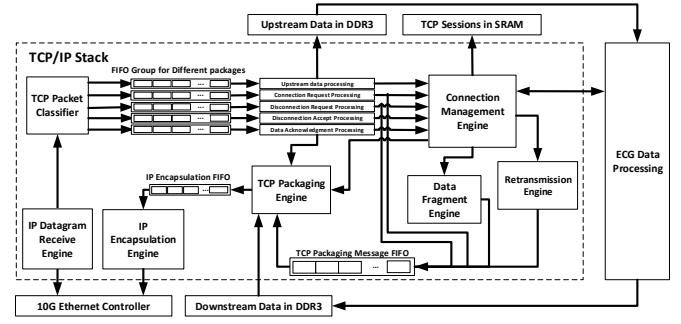 Upstream Data in DDR3
TCP Sessions in SRAM
TCP/IP Stack
FIFO Group for Different packages
TCP Packet
Classifier
...
...
...
...
...
Upstream data processing
Connection Request Processing
Disconnection Request Processing
Disconnection Accept Processing
Data Acknowledgment Processing
Connection
Management
Engine
ECG Data
Processing
IP Encapsulation FIFO
...
TCP Packaging
Engine
Data
Fragment
Engine
Retransmission
Engine
IP Datagram
Receive
Engine
IP
Encapsulation
Engine
TCP Packaging Message FIFO
...
10G Ethernet Controller
Downstream Data in DDR3